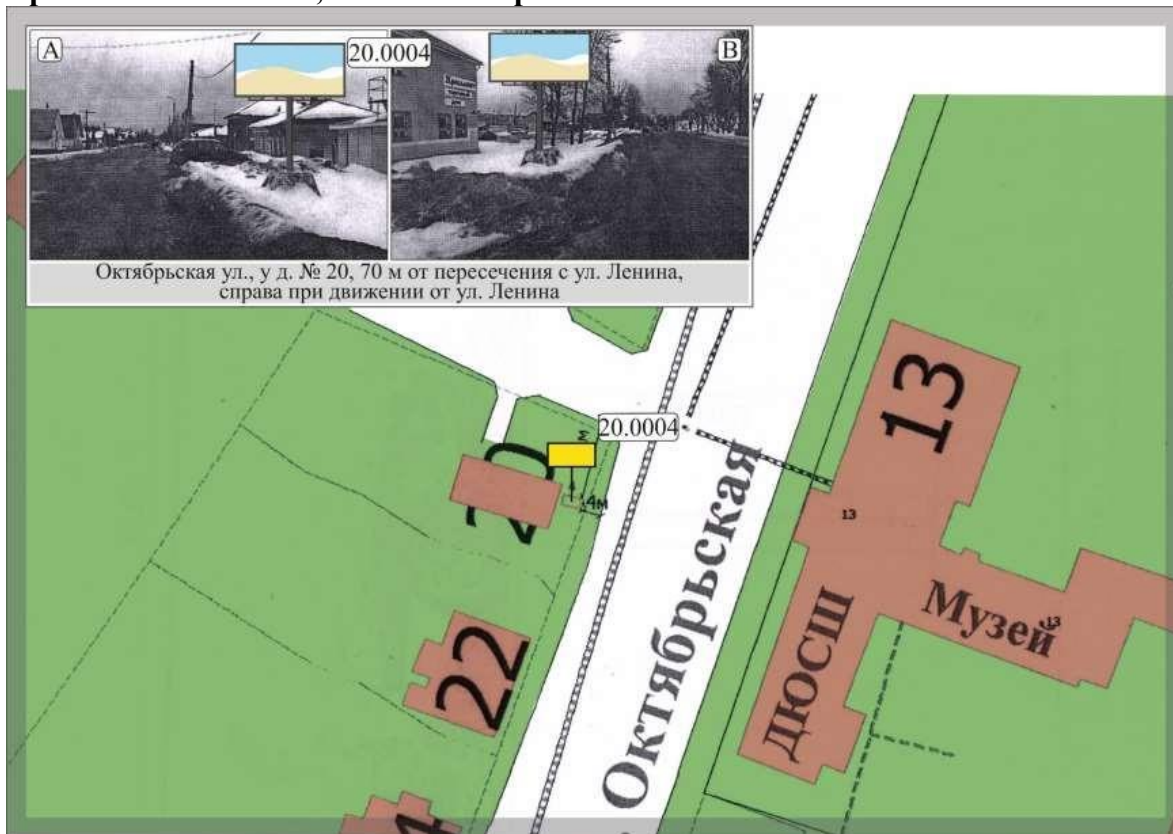 A
20.0004
B
Октябрьская ул., у д. № 20, 70 м от пересечения с ул. Ленина,
справа при движении от ул. Ленина
13
20.0004
м
20
4м
13
Октябрьская
Музей
13
ДЮСШ
22